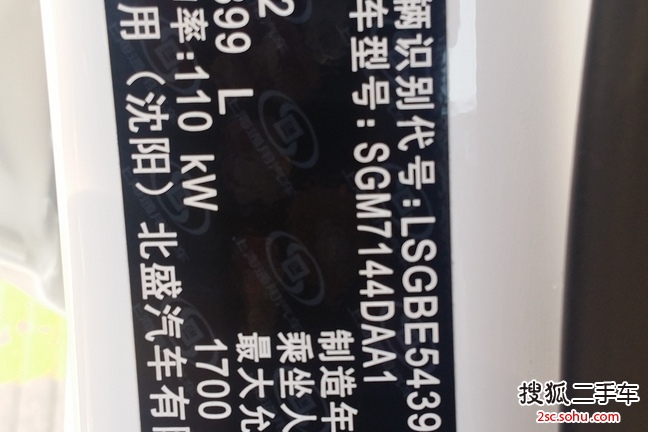 辆识别代号:LSGBE5439
车型号:SGM7144DAA1
制造年
乘坐人
最大允
1700
2
399 L
率:110 kW
用(沈阳)北盛汽车有
搜狐二手车
2sc.sohu.com